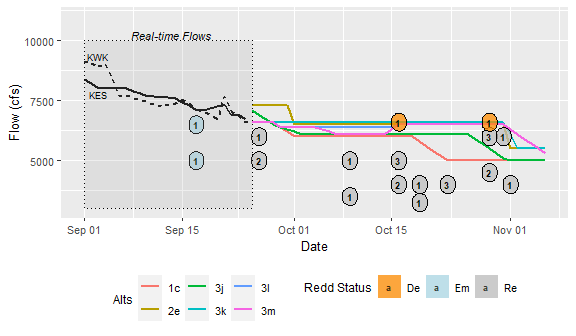 Real-time Flows
10000
KWK
KES
7500
1 1 1
1 1 3 1
5000
1 2 1 3
2
2 1 3 1
1 1
Sep 01 Sep 15 Oct 01 Oct 15 Nov 01
Date
Flow (cfs)
Alts 1c 3j 3l Redd Status a De a Em a Re
2e 3k 3m